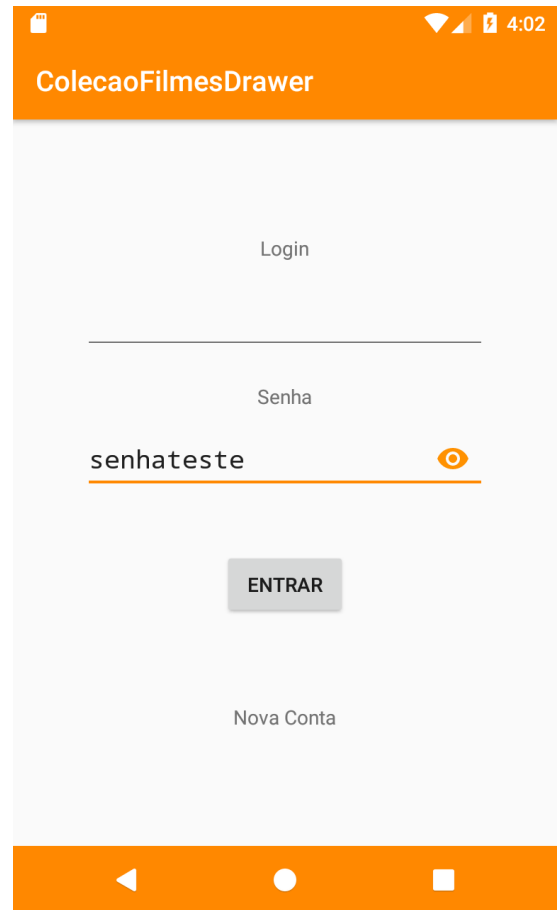 4:02
ColecaoFilmesDrawer
Login
Senha
senhateste
ENTRAR
Nova Conta